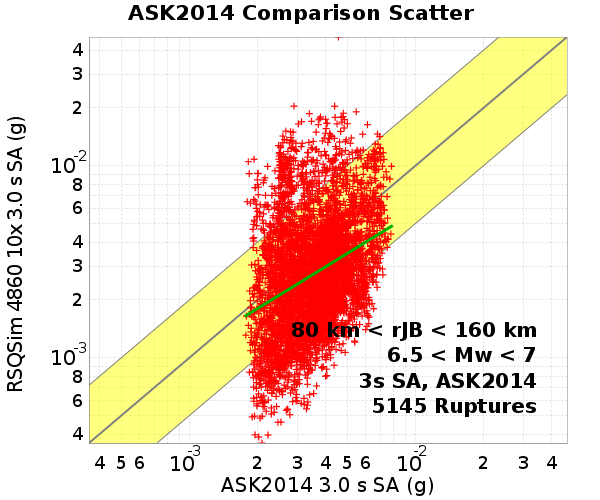 ASK2014 Comparison Scatter
RSQSim 4860 10x 3.0 s SA (g)
4
3
2
10-2
8
6
4
3
2
10-3
8
6
4
80 km < rJB < 160 km
6.5 < Mw < 7
3s SA, ASK2014
5145 Ruptures
4 5 6 10-3 2 3 4 5 6 10-2 2 3 4
ASK2014 3.0 s SA (g)